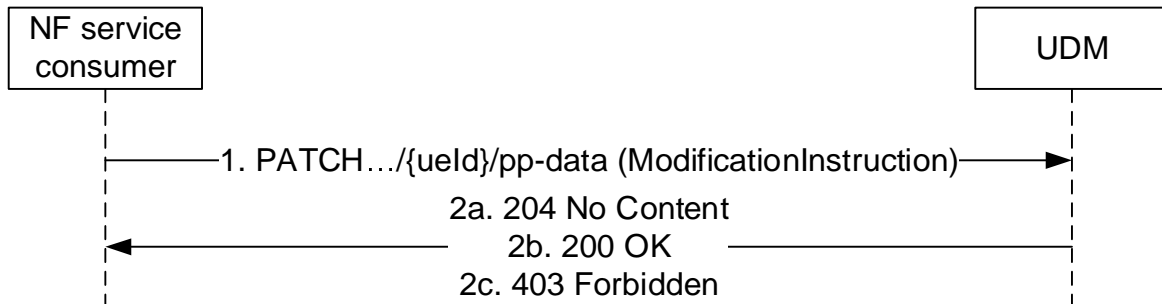 NF service
consumer
UDM
1. PATCH…/{ueId}/pp-data (ModificationInstruction)
2a. 204 No Content
2b. 200 OK
2c. 403 Forbidden